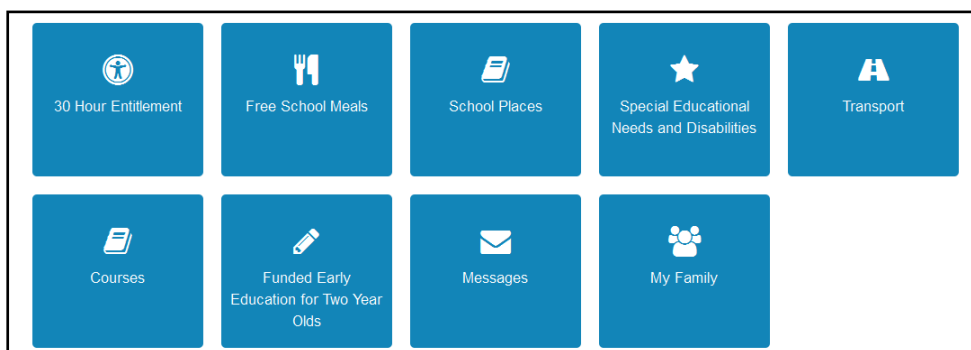 30 Hour Entitlement
Free School Meals
School Places
Special Educational
Needs and Disabilities
Transport
Courses
Funded Early
Education for Two Year
Olds
Messages
My Family